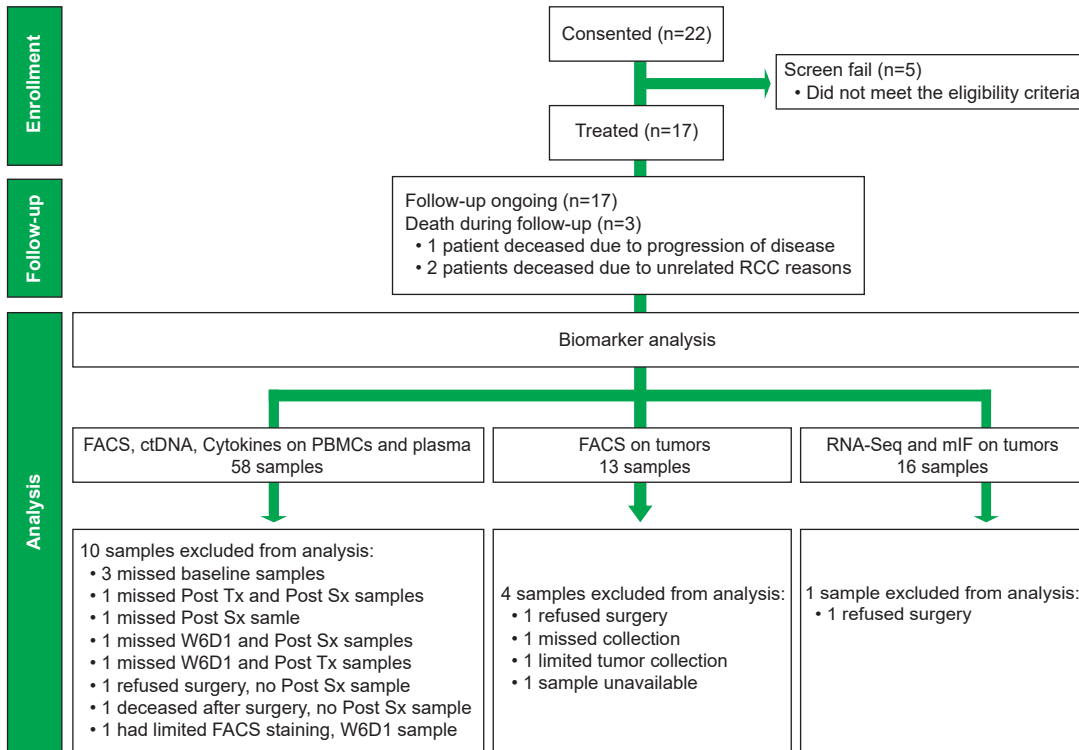 Enrollment
Consented (n=22)
Screen fail (n=5)
• Did not meet the eligibility criteria
Treated (n=17)
Follow-up
Follow-up ongoing (n=17)
Death during follow-up (n=3)
• 1 patient deceased due to progression of disease
• 2 patients deceased due to unrelated RCC reasons
Analysis
Biomarker analysis
FACS, ctDNA, Cytokines on PBMCs and plasma
58 samples
FACS on tumors
13 samples
RNA-Seq and mIF on tumors
16 samples
10 samples excluded from analysis:
• 3 missed baseline samples
• 1 missed Post Tx and Post Sx samples
• 1 missed Post Sx samle
• 1 missed W6D1 and Post Sx samples
• 1 missed W6D1 and Post Tx samples
• 1 refused surgery, no Post Sx sample
• 1 deceased after surgery, no Post Sx sample
• 1 had limited FACS staining, W6D1 sample
4 samples excluded from analysis:
• 1 refused surgery
• 1 missed collection
• 1 limited tumor collection
• 1 sample unavailable
1 sample excluded from analysis:
• 1 refused surgery